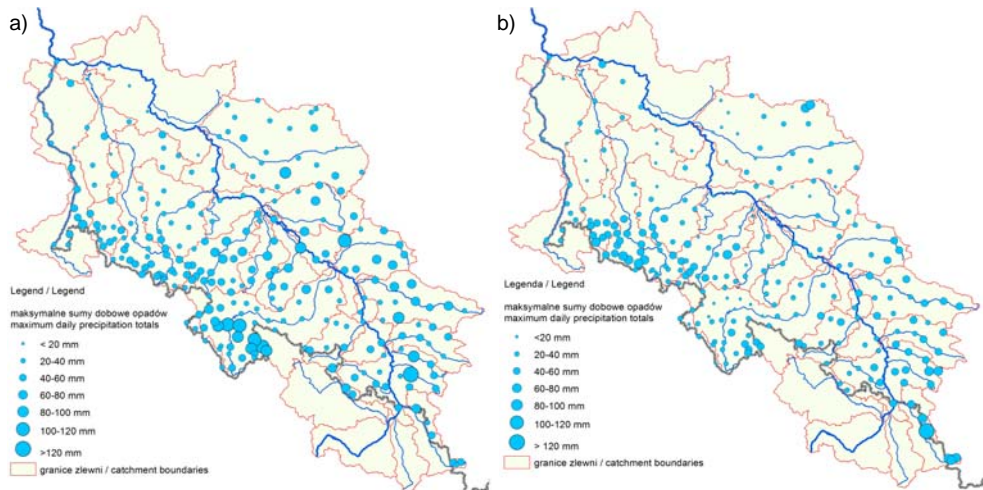 a)
Legend / Legend
maksymalne sumy dobowe opadów
maximum daily precipitation totals
< 20 mm
20-40 mm
40-60 mm
60-80 mm
80-100 mm
100-120 mm
>120 mm
granice zlewni / catchment boundaries
b)
Legenda / Legend
maksymalne sumy dobowe opadów
maximum daily precipitation totals
<20 mm
20-40 mm
40-60 mm
60-80 mm
80-100 mm
100-120 mm
> 120 mm
granice zlewni / catchment boundaries